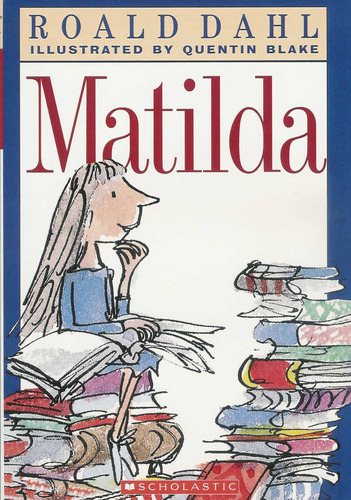 ROALD DAHL
ILLUSTRATED BY QUENTIN BLAKE
Matilda
SCHOLASTIC